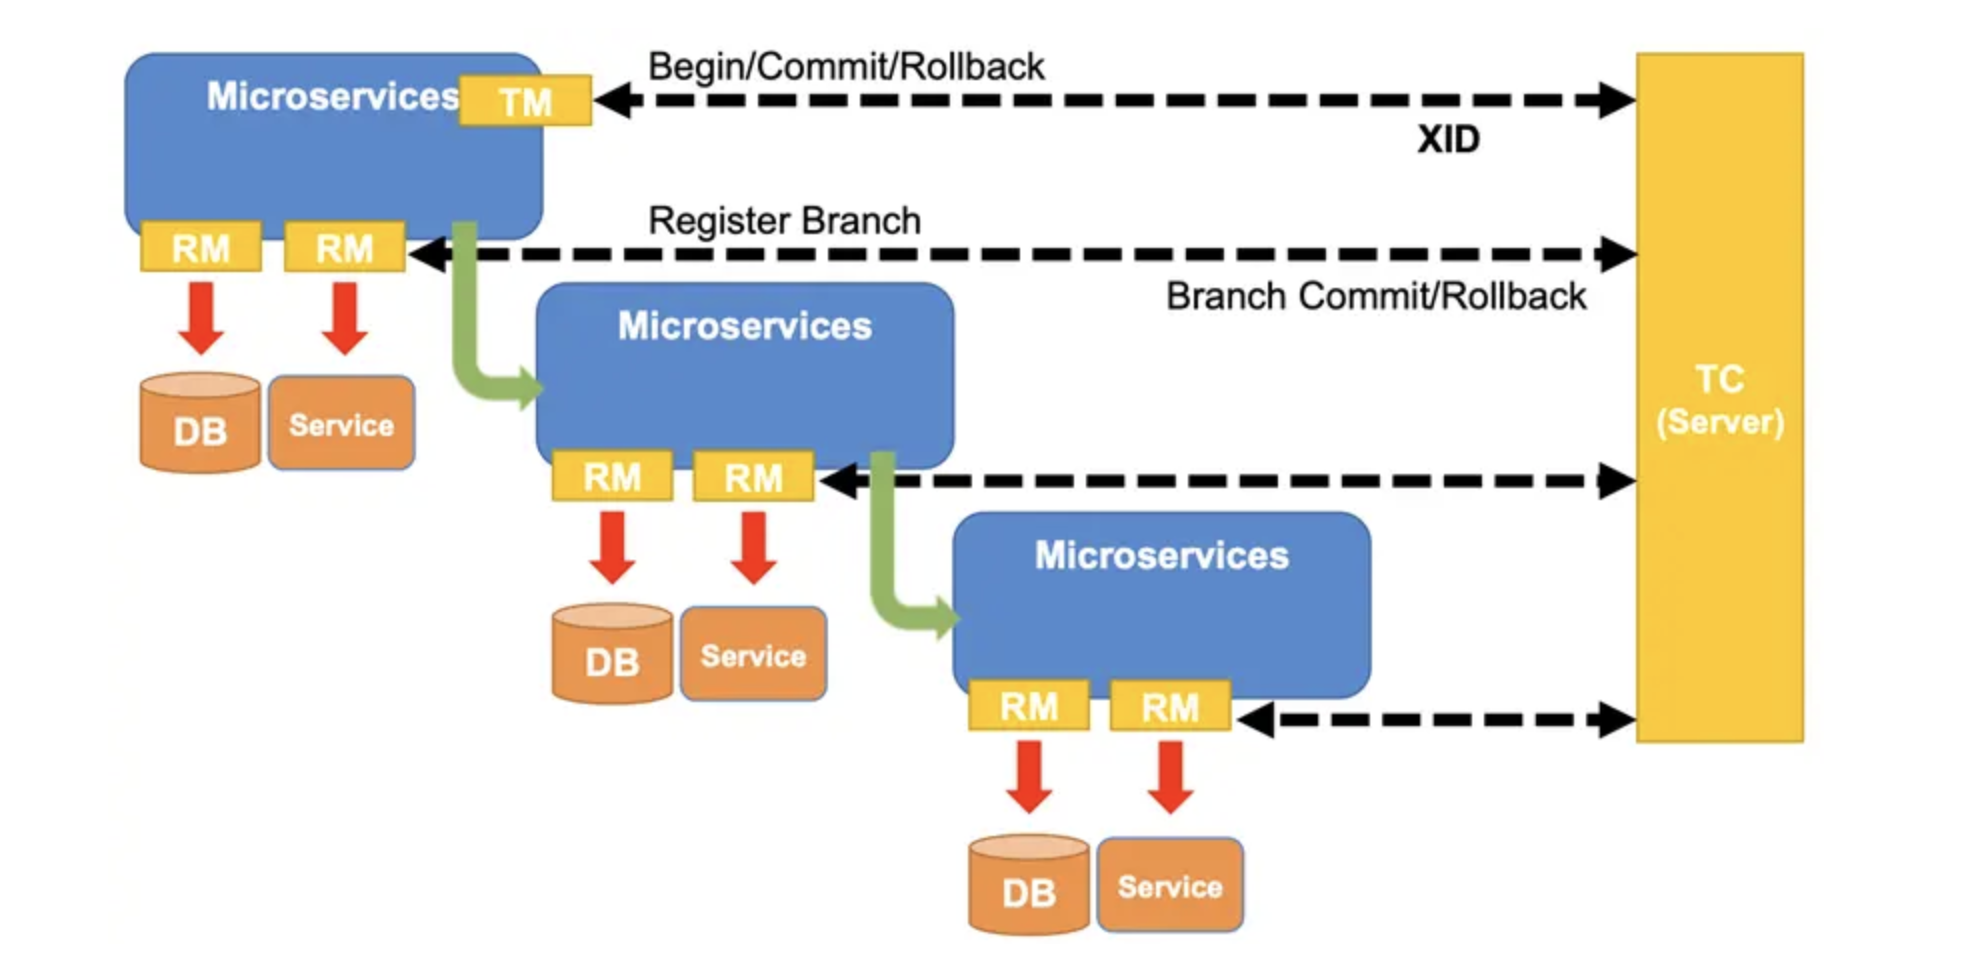 Begin/Commit/Rollback
Microservices
TM
XID
Register Branch
RM
RM
Branch Commit/Rollback
Microservices
TC
(Server)
DB
Service
RM
RM
Microservices
DB
Service
RM
RM
DB
Service